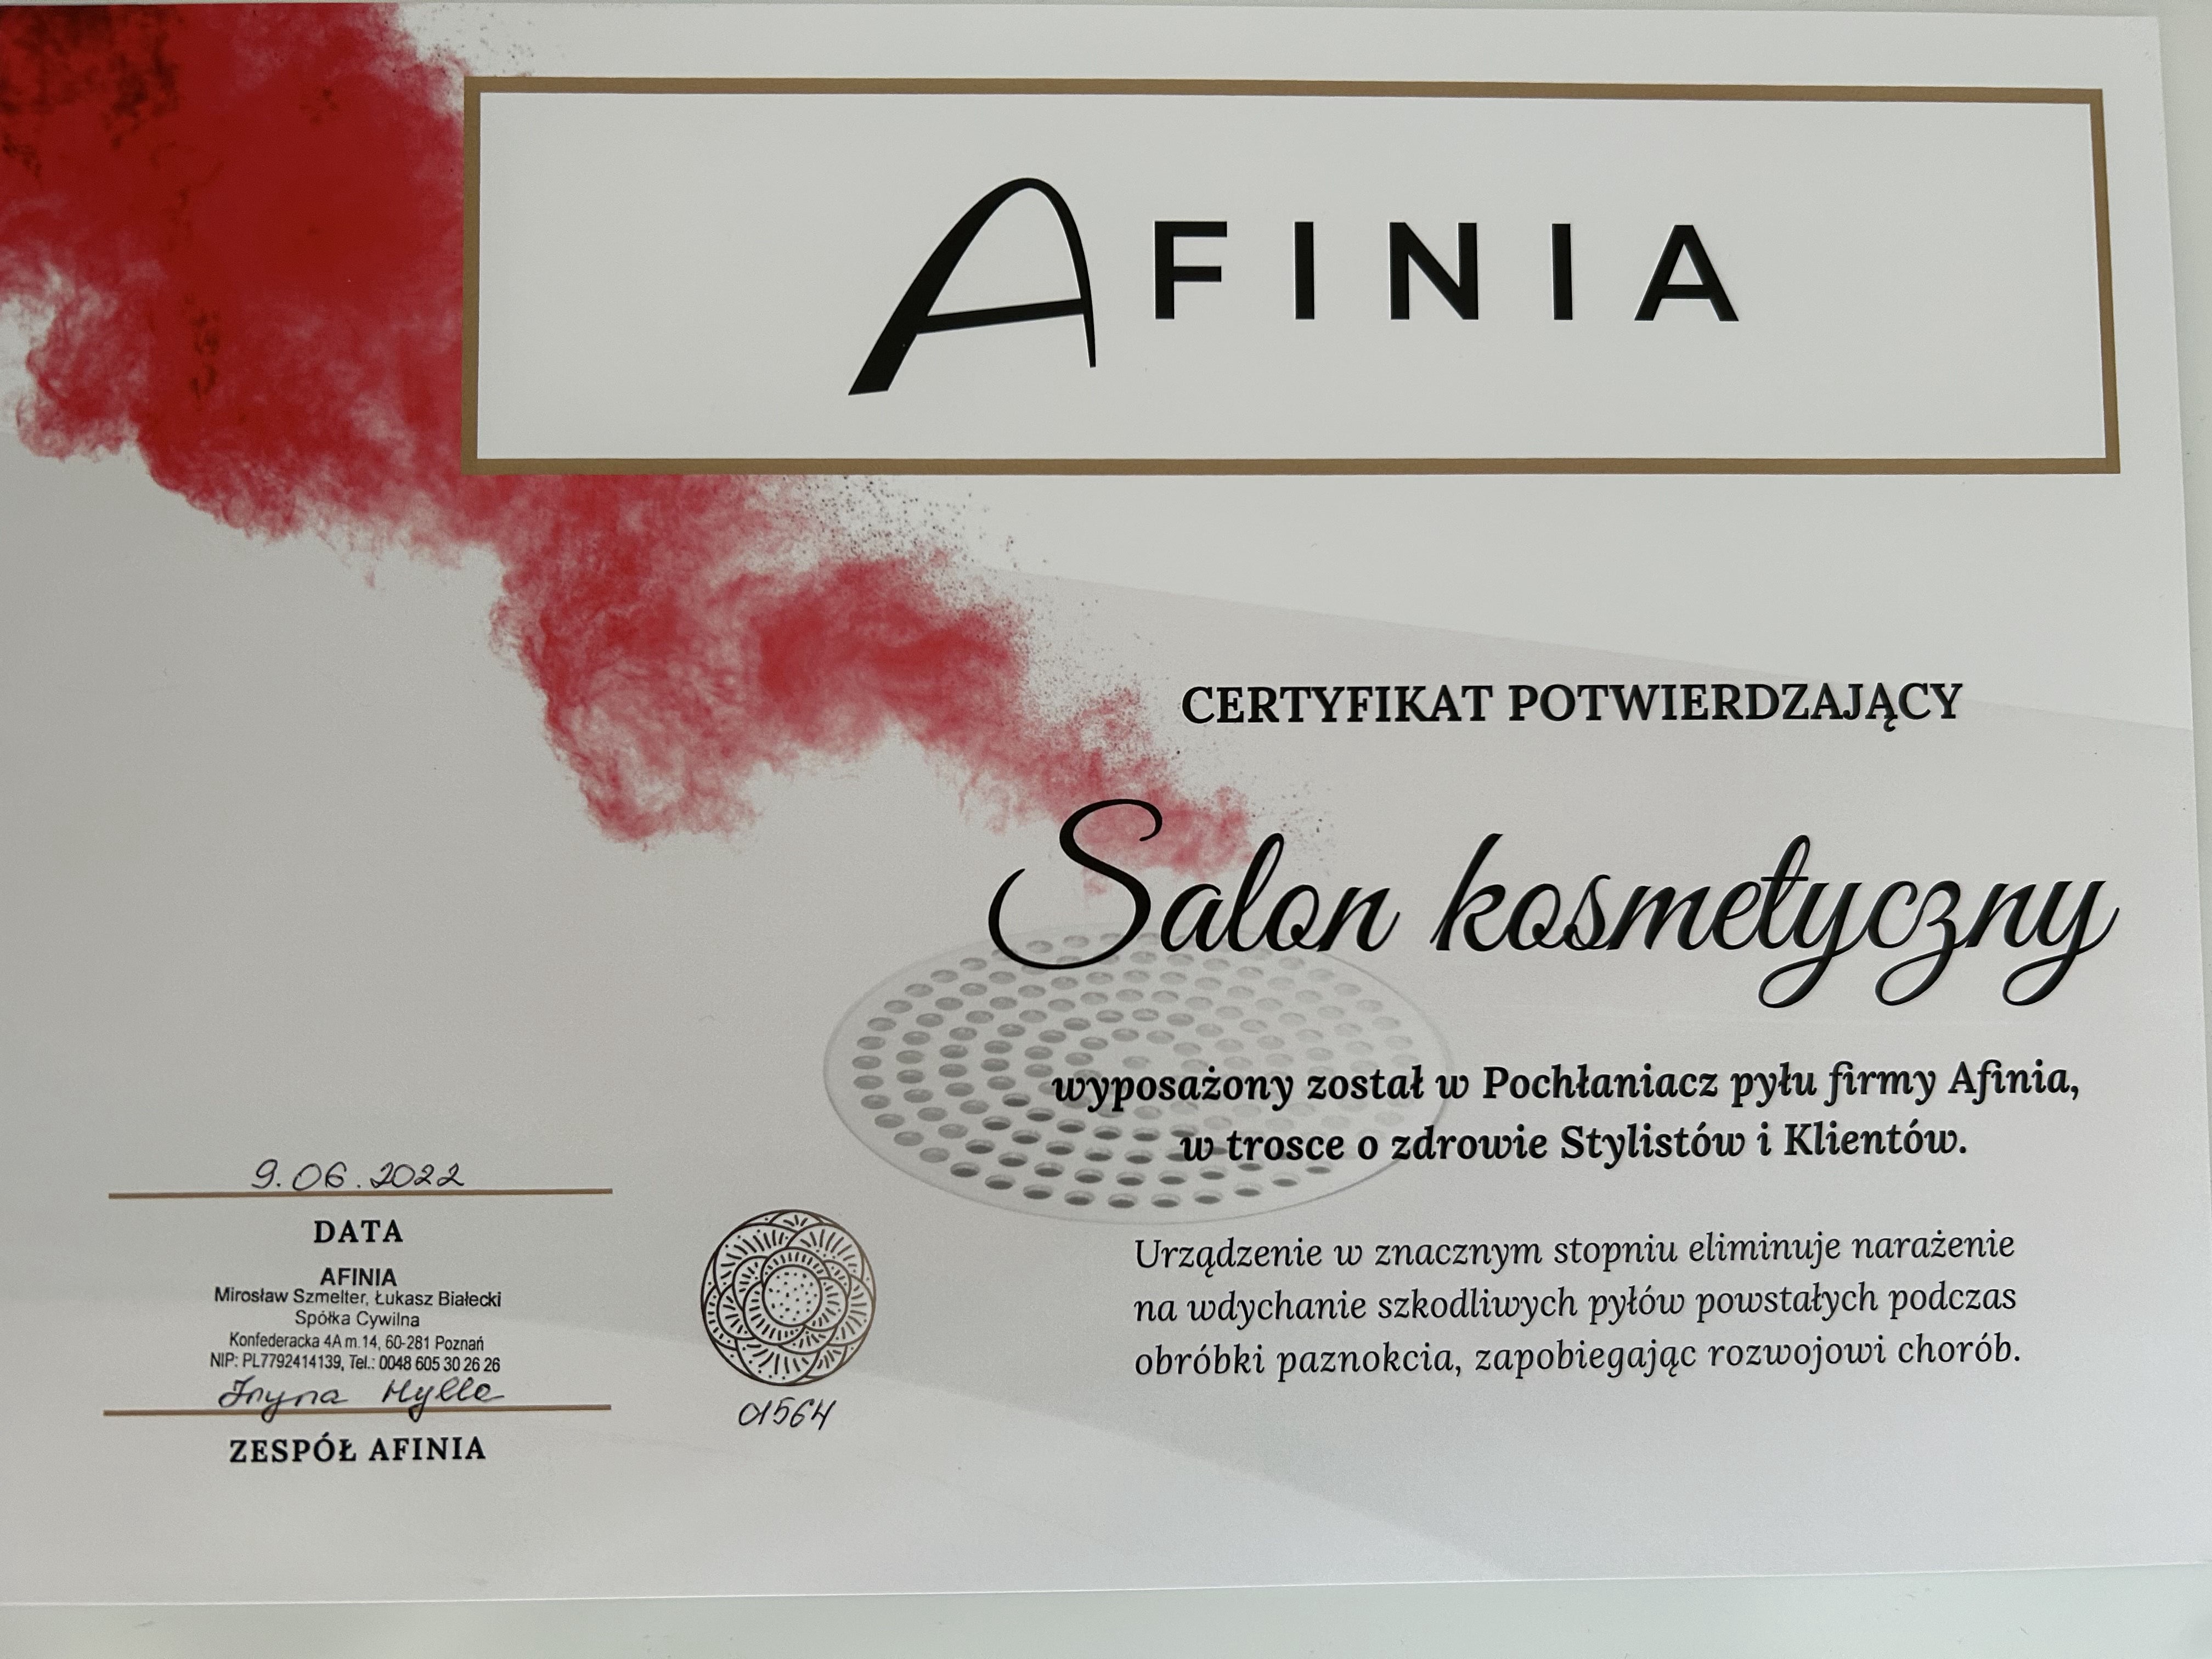 AFINIA
CERTYFIKAT POTWIERDZAJĄCY
Salon kosmetyczny
wyposażony został w Pochłaniacz pyłu firmy Afinia,
w trosce o zdrowie Stylistów i Klientów.
Urządzenie w znacznym stopniu eliminuje narażenie
na wdychanie szkodliwych pyłów powstałych podczas
obróbki paznokcia, zapobiegając rozwojowi chorób.
9.06.2022
DATA
AFINIA
Mirosław Szmelter, Łukasz Białecki
Spółka Cywilna
Konfederacka 4A m.14, 60-281 Poznań
NIP: PL7792414139, Tel.: 0048 605 30 26 26
ZESPÓŁ AFINIA